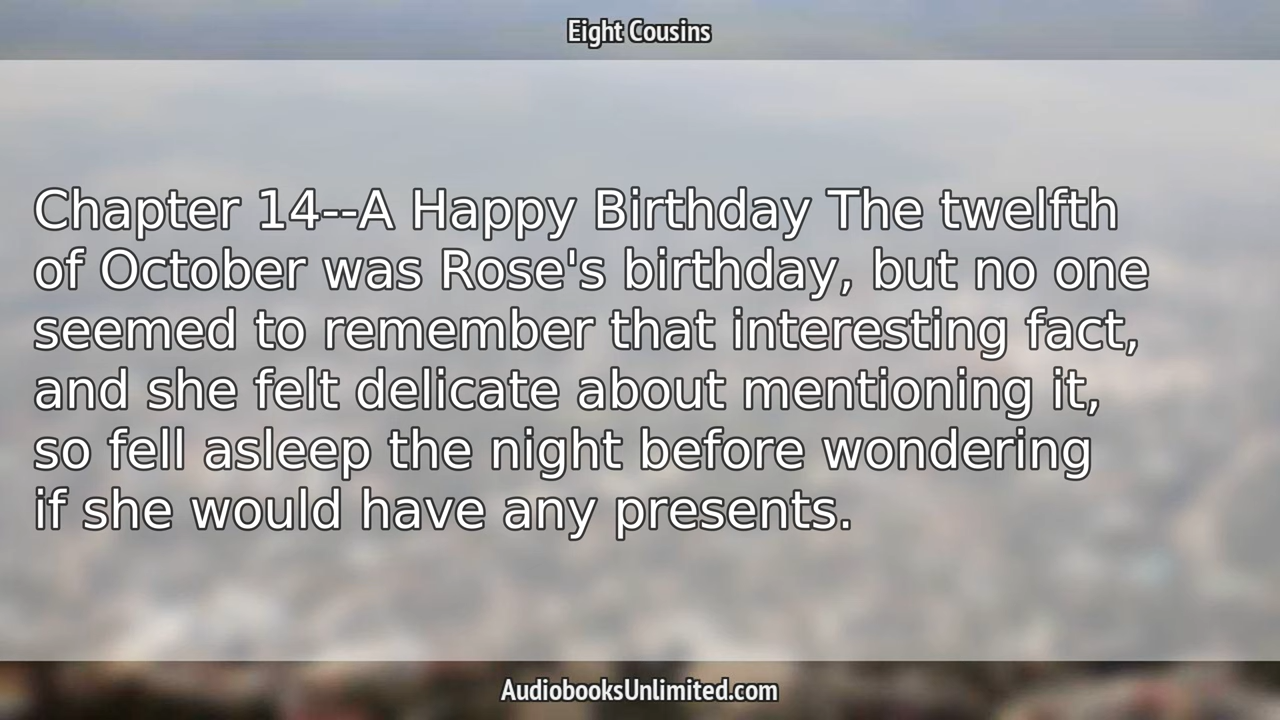 Eight Cousins
Chapter 14--A Happy Birthday The twelfth
of October was Rose's birthday, but no one
seemed to remember that interesting fact,
and she felt delicate about mentioning it,
so fell asleep the night before wondering
if she would have any presents.
AudiobooksUnlimited.com